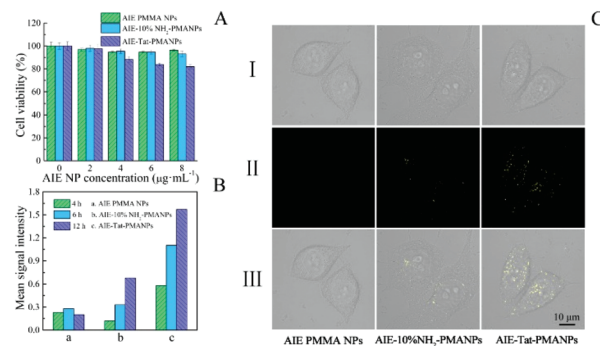 A
AIE PMMA NPs
AIE-10% NH2-PMANPs
AIE-Tat-PMANPs
Cell viability (%)
120
100
80
60
40
20
0
0 2 4 6 8
AIE NP concentration (μg·mL-1)
B
1.8
1.5
1.2
0.9
0.6
0.3
0.0
4 h a. AIE PMMA NPs
6 h b. AIE-10% NH2-PMANPs
12 h c. AIE-Tat-PMANPs
Mean signal intensity
a b c
C
I
II
III
10 μm
AIE PMMA NPs AIE-10%NH2-PMANPs AIE-Tat-PMANPs